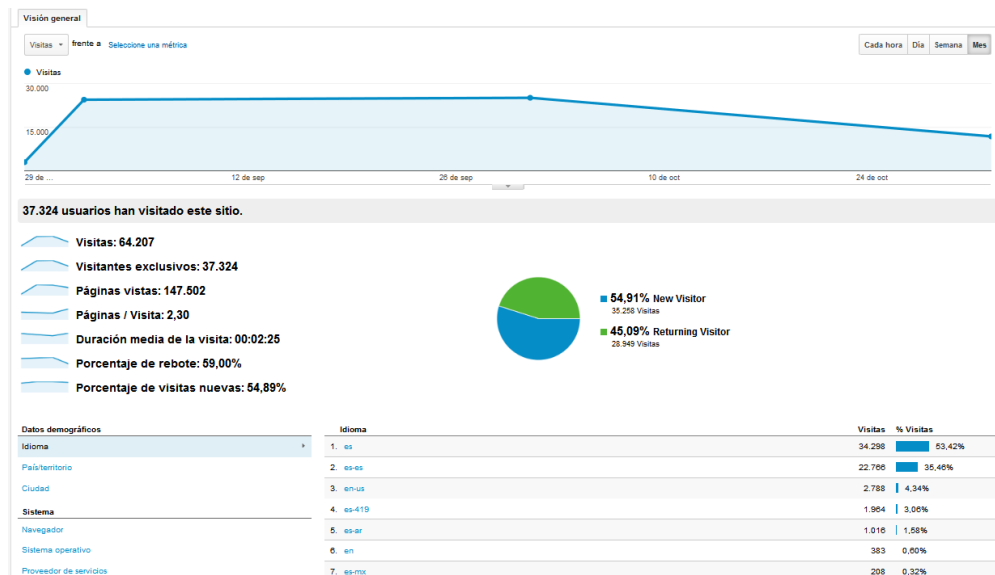 Visión general
Visitas frente a Seleccione una métrica Cada hora Día Semana Mes
Visitas
30.000
15.000
29 de ... 12 de sep 26 de sep 10 de oct 24 de oct
37.324 usuarios han visitado este sitio.
Visitas: 64.207
Visitantes exclusivos: 37.324
Páginas vistas: 147.502
Páginas / Visita: 2,30
Duración media de la visita: 00:02:25
Porcentaje de rebote: 59,00%
Porcentaje de visitas nuevas: 54,89%
54,91% New Visitor
35.258 Visitas
45,09% Returning Visitor
28.949 Visitas
Datos demográficos Idioma Visitas % Visitas
Idioma 1. es 34.298 53,42%
País/territorio 2. es-es 22.766 35,46%
Ciudad 3. en-us 2.788 4,34%
Sistema 4. es-419 1.964 3,06%
Navegador 5. es-ar 1.016 1,58%
Sistema operativo 6. en 383 0,60%
Proveedor de servicios 7. es-mx 208 0,32%